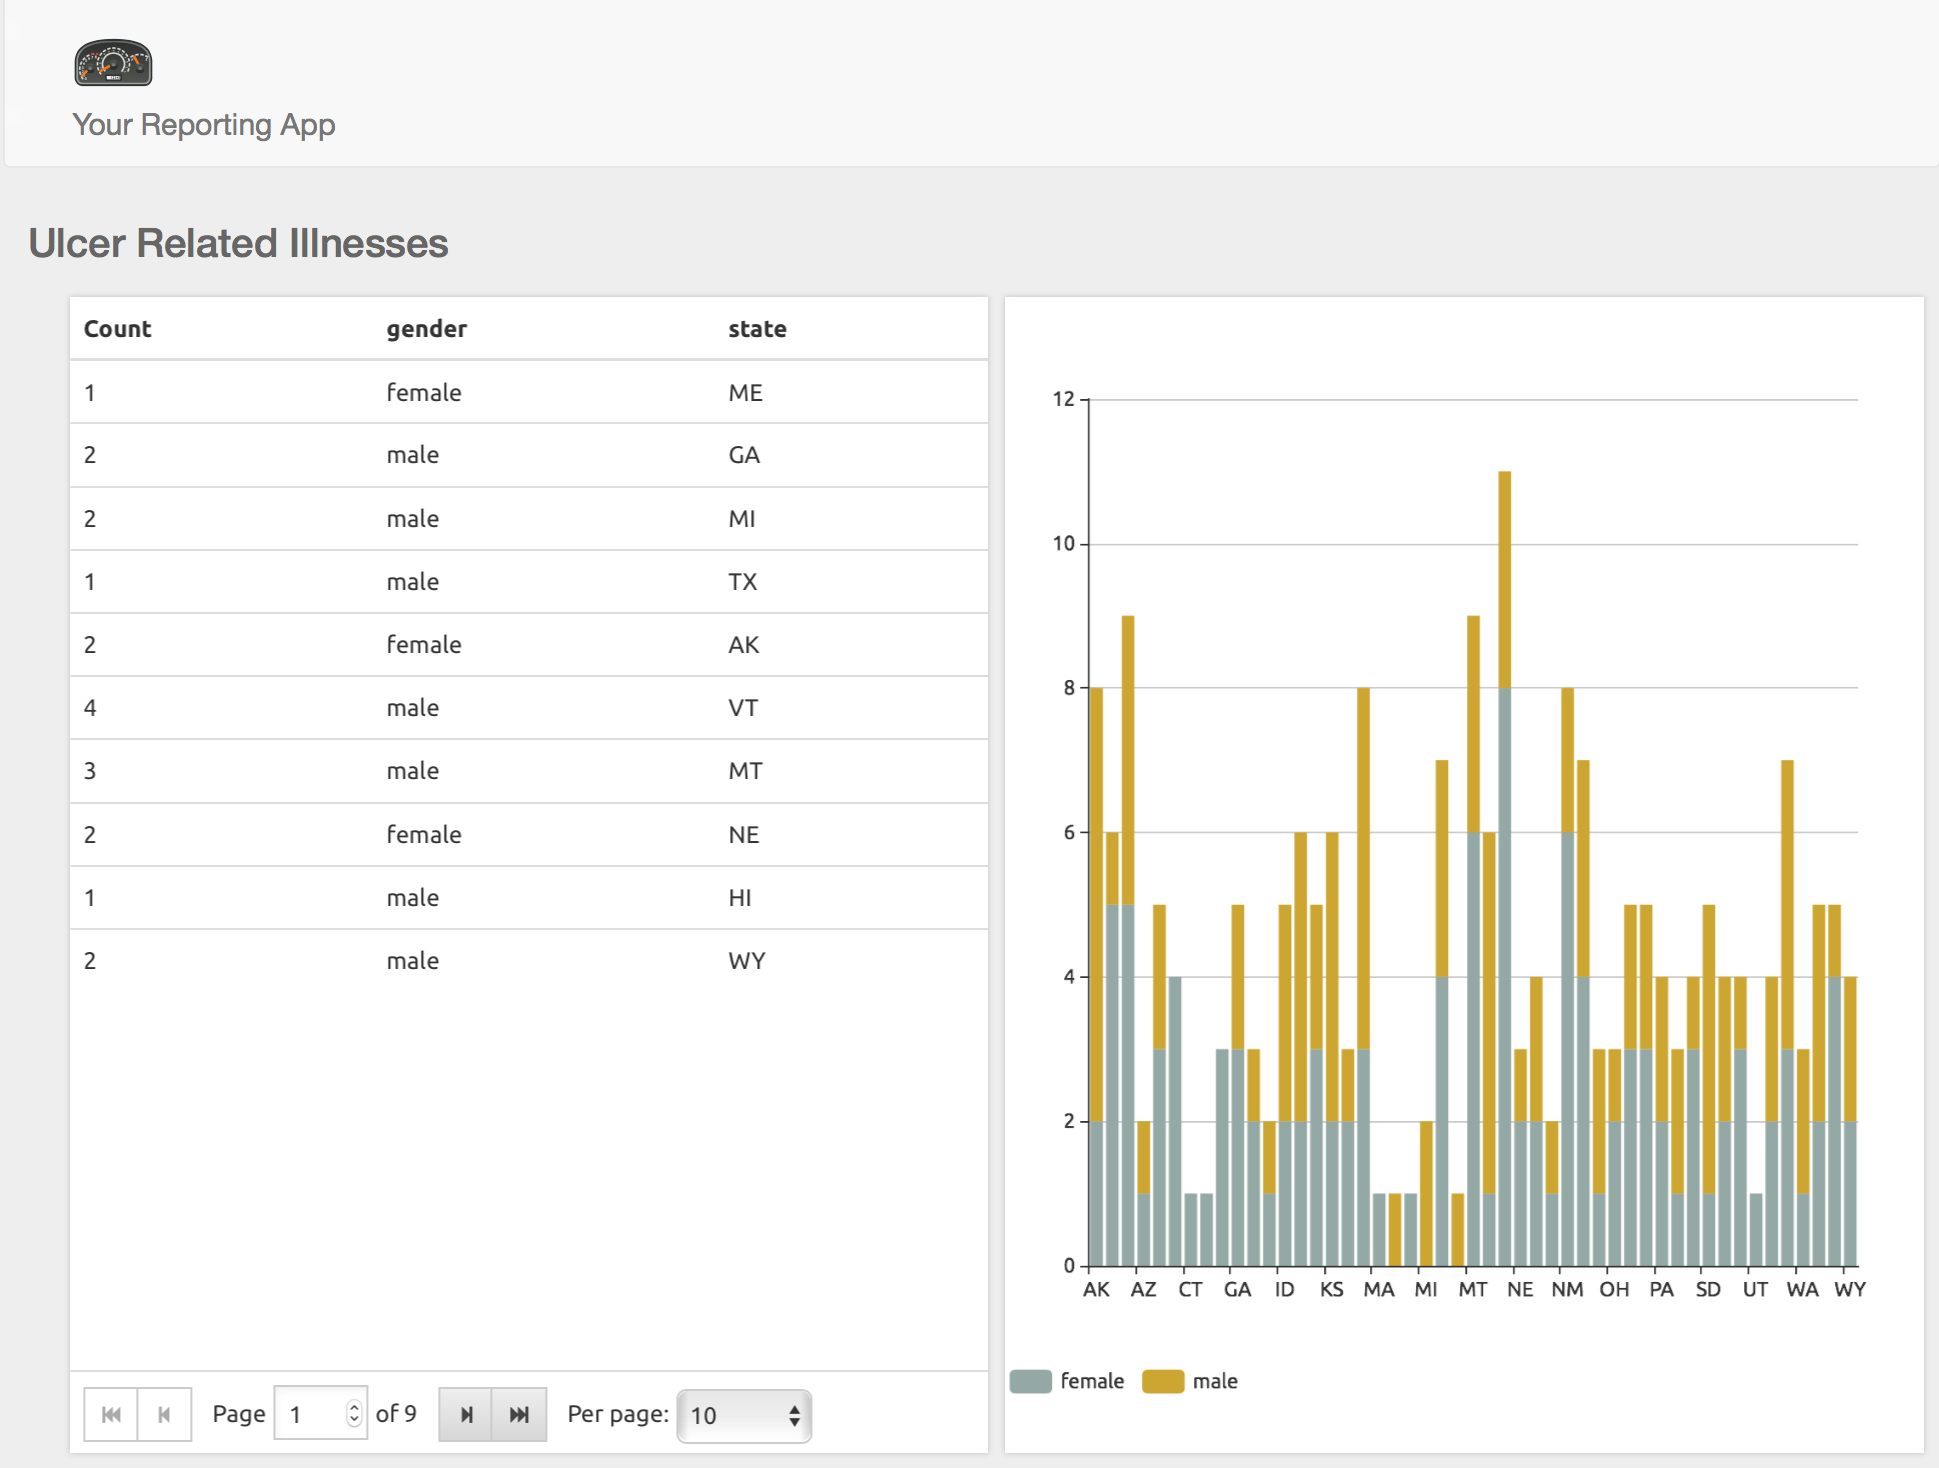 Your Reporting App
Ulcer Related Illnesses
Count gender state
1 female ME
2 male GA
2 male MI
1 male TX
2 female AK
4 male VT
3 male MT
2 female NE
1 male HI
2 male WY
Page 1 of 9 Per page: 10
12
10
8
6
4
2
0
AK AZ CT GA ID KS MA MI MT NE NM OH PA SD UT WA WY
female male